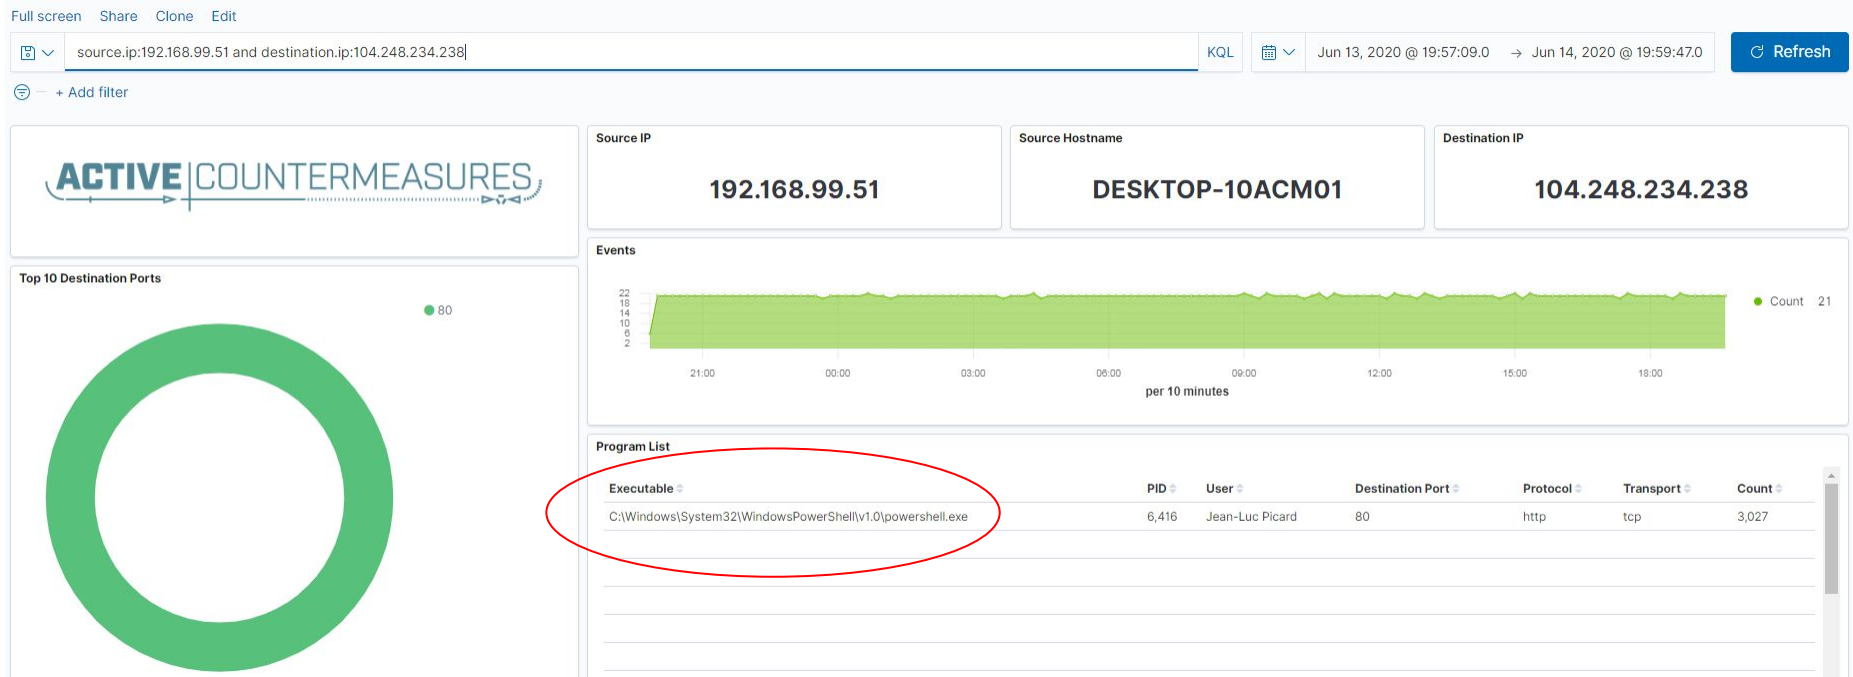 Full screen Share Clone Edit
source.ip:192.168.99.51 and destination.ip:104.248.234.238
KQL
Jun 13, 2020 @ 19:57:09.0 → Jun 14, 2020 @ 19:59:47.0
Refresh
+ Add filter
ACTIVE COUNTERMEASURES
Source IP
192.168.99.51
Source Hostname
DESKTOP-10ACM01
Destination IP
104.248.234.238
Top 10 Destination Ports
80
Events
22
18
14
10
6
2
21:00 00:00 03:00 06:00 09:00 12:00 15:00 18:00
per 10 minutes
Count 21
Program List
Executable PID User Destination Port Protocol Transport Count
C:\Windows\System32\WindowsPowerShell\v1.0\powershell.exe 6,416 Jean-Luc Picard 80 http tcp 3,027